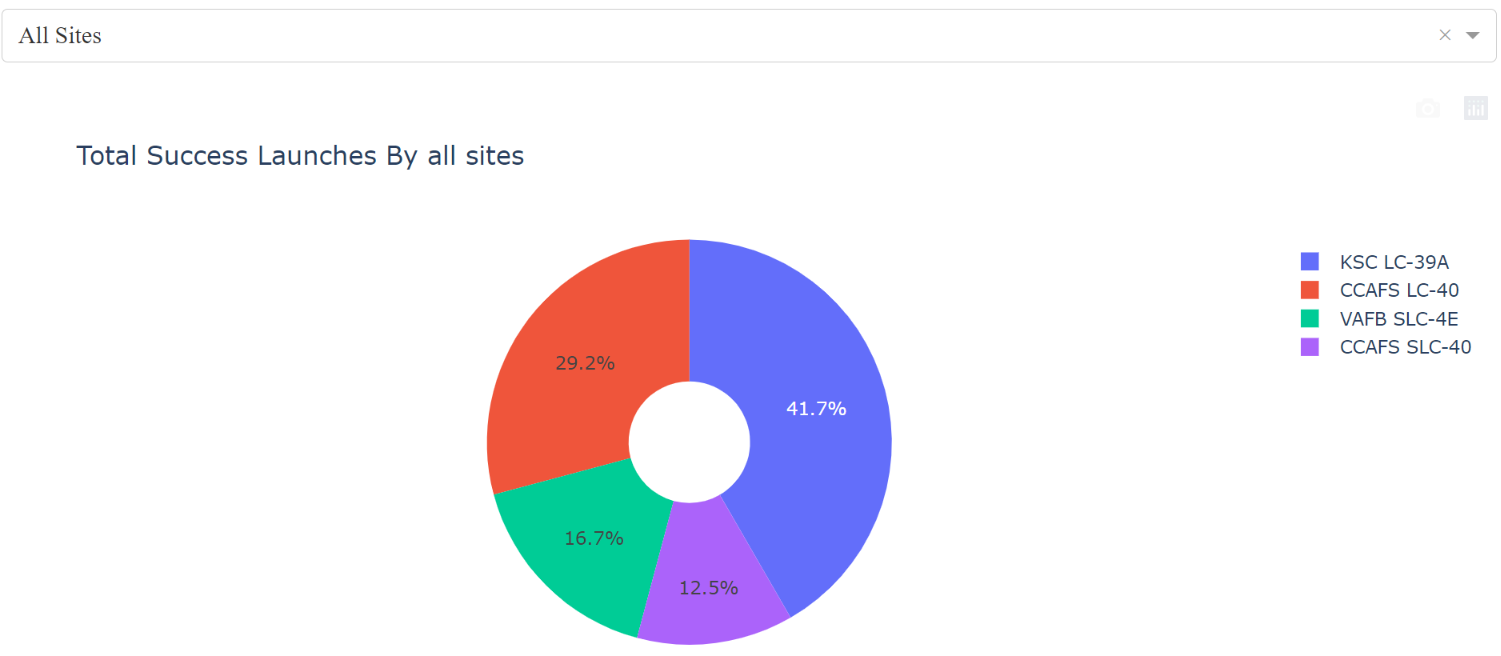 All Sites
Total Success Launches By all sites
KSC LC-39A
CCAFS LC-40
VAFB SLC-4E
CCAFS SLC-40
29.2%
41.7%
16.7%
12.5%